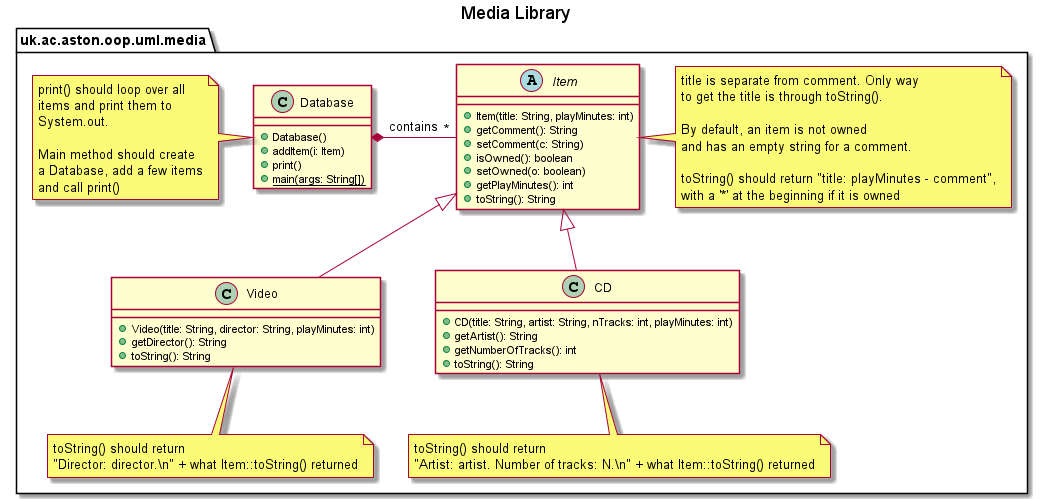 Media Library
uk.ac.aston.oop.uml.media
print() should loop over all
items and print them to
System.out.
Main method should create
a Database, add a few items
and call print()
C Database
Database()
addItem(i: Item)
print()
main(args: String[])
contains *
A Item
Item(title: String, playMinutes: int)
getComment(): String
setComment(c: String)
isOwned(): boolean
setOwned(o: boolean)
getPlayMinutes(): int
toString(): String
title is separate from comment. Only way
to get the title is through toString().
By default, an item is not owned
and has an empty string for a comment.
toString() should return "title: playMinutes - comment",
with a '*' at the beginning if it is owned
C Video
Video(title: String, director: String, playMinutes: int)
getDirector(): String
toString(): String
C CD
CD(title: String, artist: String, nTracks: int, playMinutes: int)
getArtist(): String
getNumberOfTracks(): int
toString(): String
toString() should return
"Director: director.\n" + what Item::toString() returned
toString() should return
"Artist: artist. Number of tracks: N.\n" + what Item::toString() returned